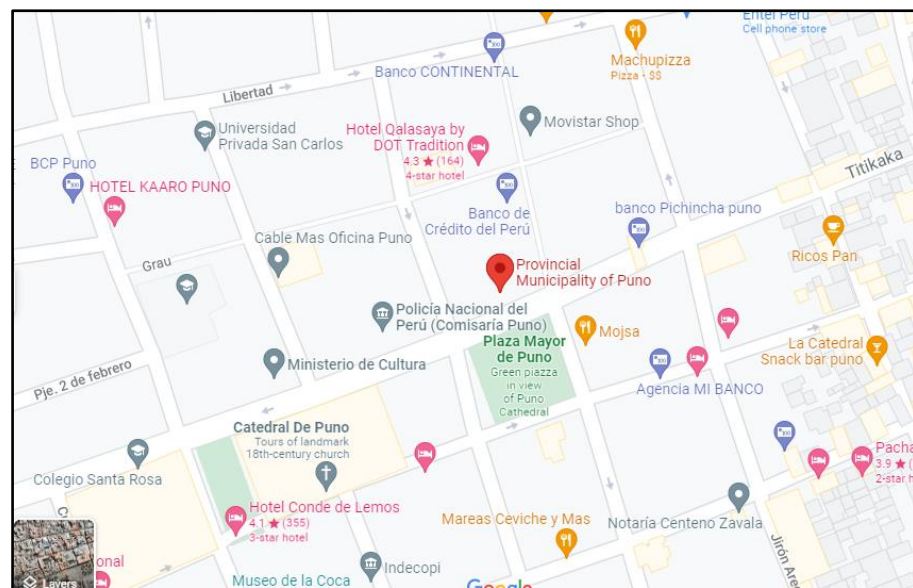 Entel Perú
Cell phone store
Banco CONTINENTAL
Machupizza
Pizza · $$
Libertad
Universidad
Privada San Carlos
Hotel Qalasaya by
DOT Tradition
4.3 ★ (164)
4-star hotel
Movistar Shop
BCP Puno
HOTEL KAARO PUNO
Titikaka
Banco de
Crédito del Perú
banco Pichincha puno
Cable Mas Oficina Puno
Ricos Pan
Grau
Provincial
Municipality of Puno
Policía Nacional del
Perú (Comisaría Puno)
Mojsa
Plaza Mayor
de Puno
Green piazza
in view
of Puno
Cathedral
La Catedral
Snack bar puno
Ministerio de Cultura
Pje. 2 de febrero
Agencia MI BANCO
Catedral De Puno
Tours of landmark
18th-century church
Colegio Santa Rosa
Pacha
3.9 ★
2-star h
Hotel Conde de Lemos
4.1 ★ (355)
3-star hotel
Mareas Ceviche y Mas
Notaría Centeno Zavala
Jirón Are
Indecopi
onal
Layers
Museo de la Coca
Google